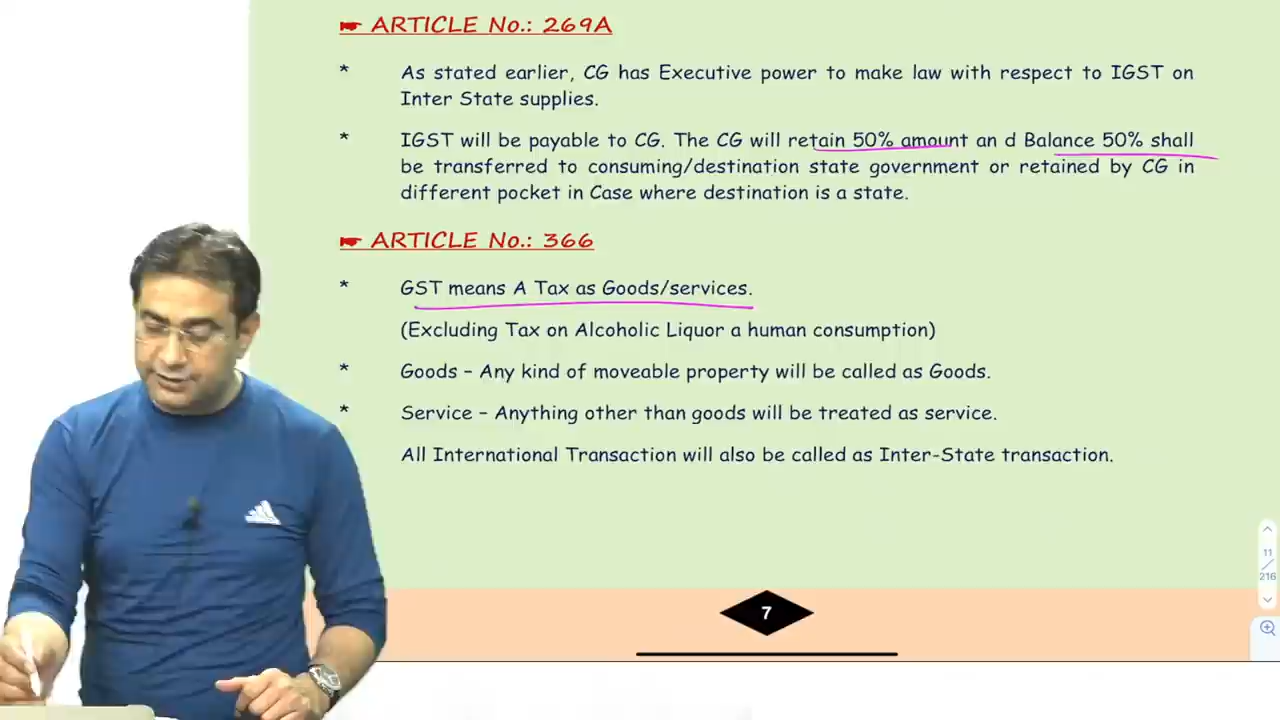 ☛ ARTICLE No.: 269A
* As stated earlier, CG has Executive power to make law with respect to IGST on
Inter State supplies.
* IGST will be payable to CG. The CG will retain 50% amount an d Balance 50% shall
be transferred to consuming/destination state government or retained by CG in
different pocket in Case where destination is a state.
☛ ARTICLE No.: 366
* GST means A Tax as Goods/services.
(Excluding Tax on Alcoholic Liquor a human consumption)
* Goods – Any kind of moveable property will be called as Goods.
* Service – Anything other than goods will be treated as service.
All International Transaction will also be called as Inter-State transaction.
11
/
216
7